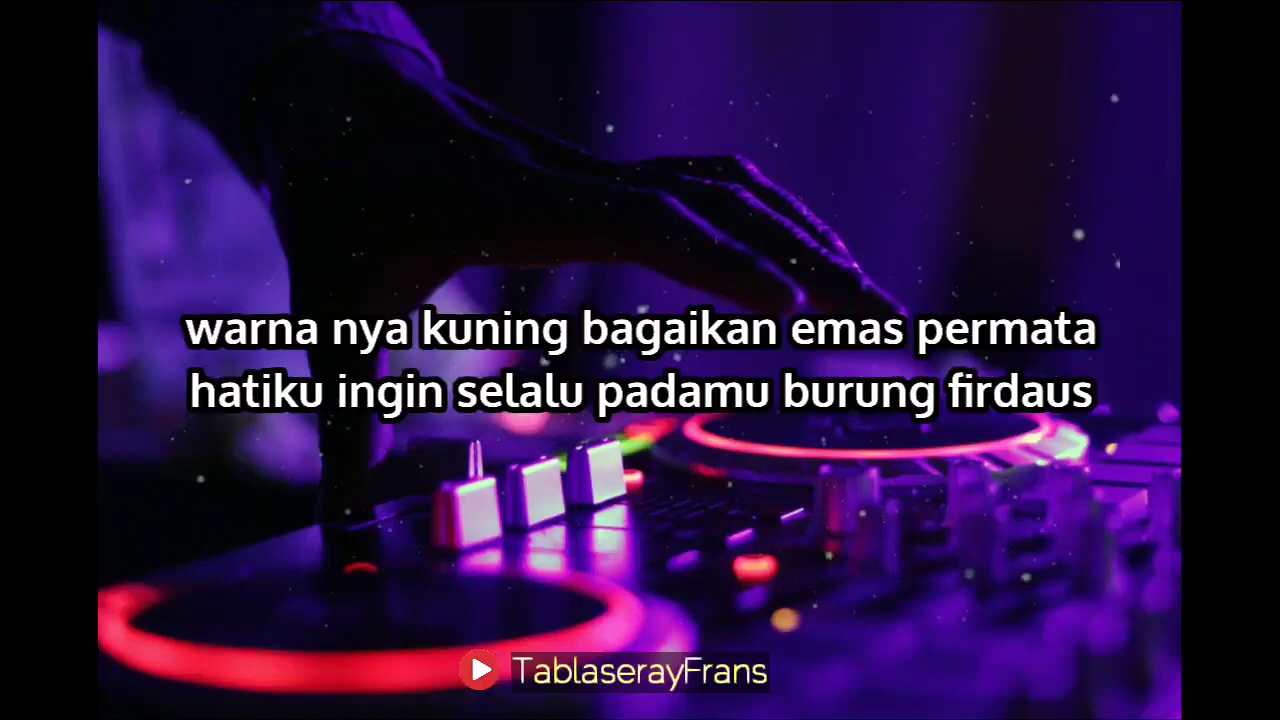 warna nya kuning bagaikan emas permata
hatiku ingin selalu padamu burung firdaus
TablaserayFrans